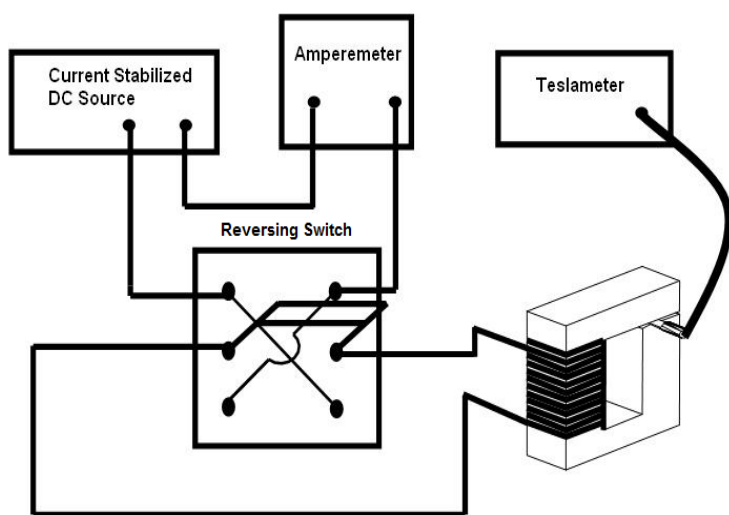 Current Stabilized
DC Source
Amperemeter
Teslameter
Reversing Switch